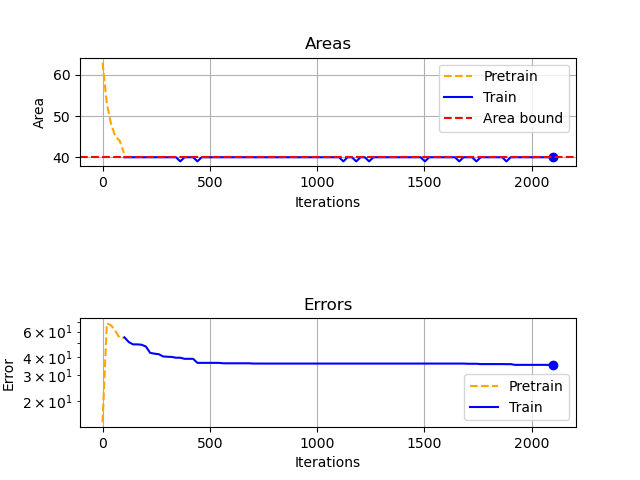 Areas
Area
60
50
40
Pretrain
Train
Area bound
0
500
1000
1500
2000
Iterations
Errors
Error
6 × 10¹
4 × 10¹
3 × 10¹
2 × 10¹
Pretrain
Train
0
500
1000
1500
2000
Iterations